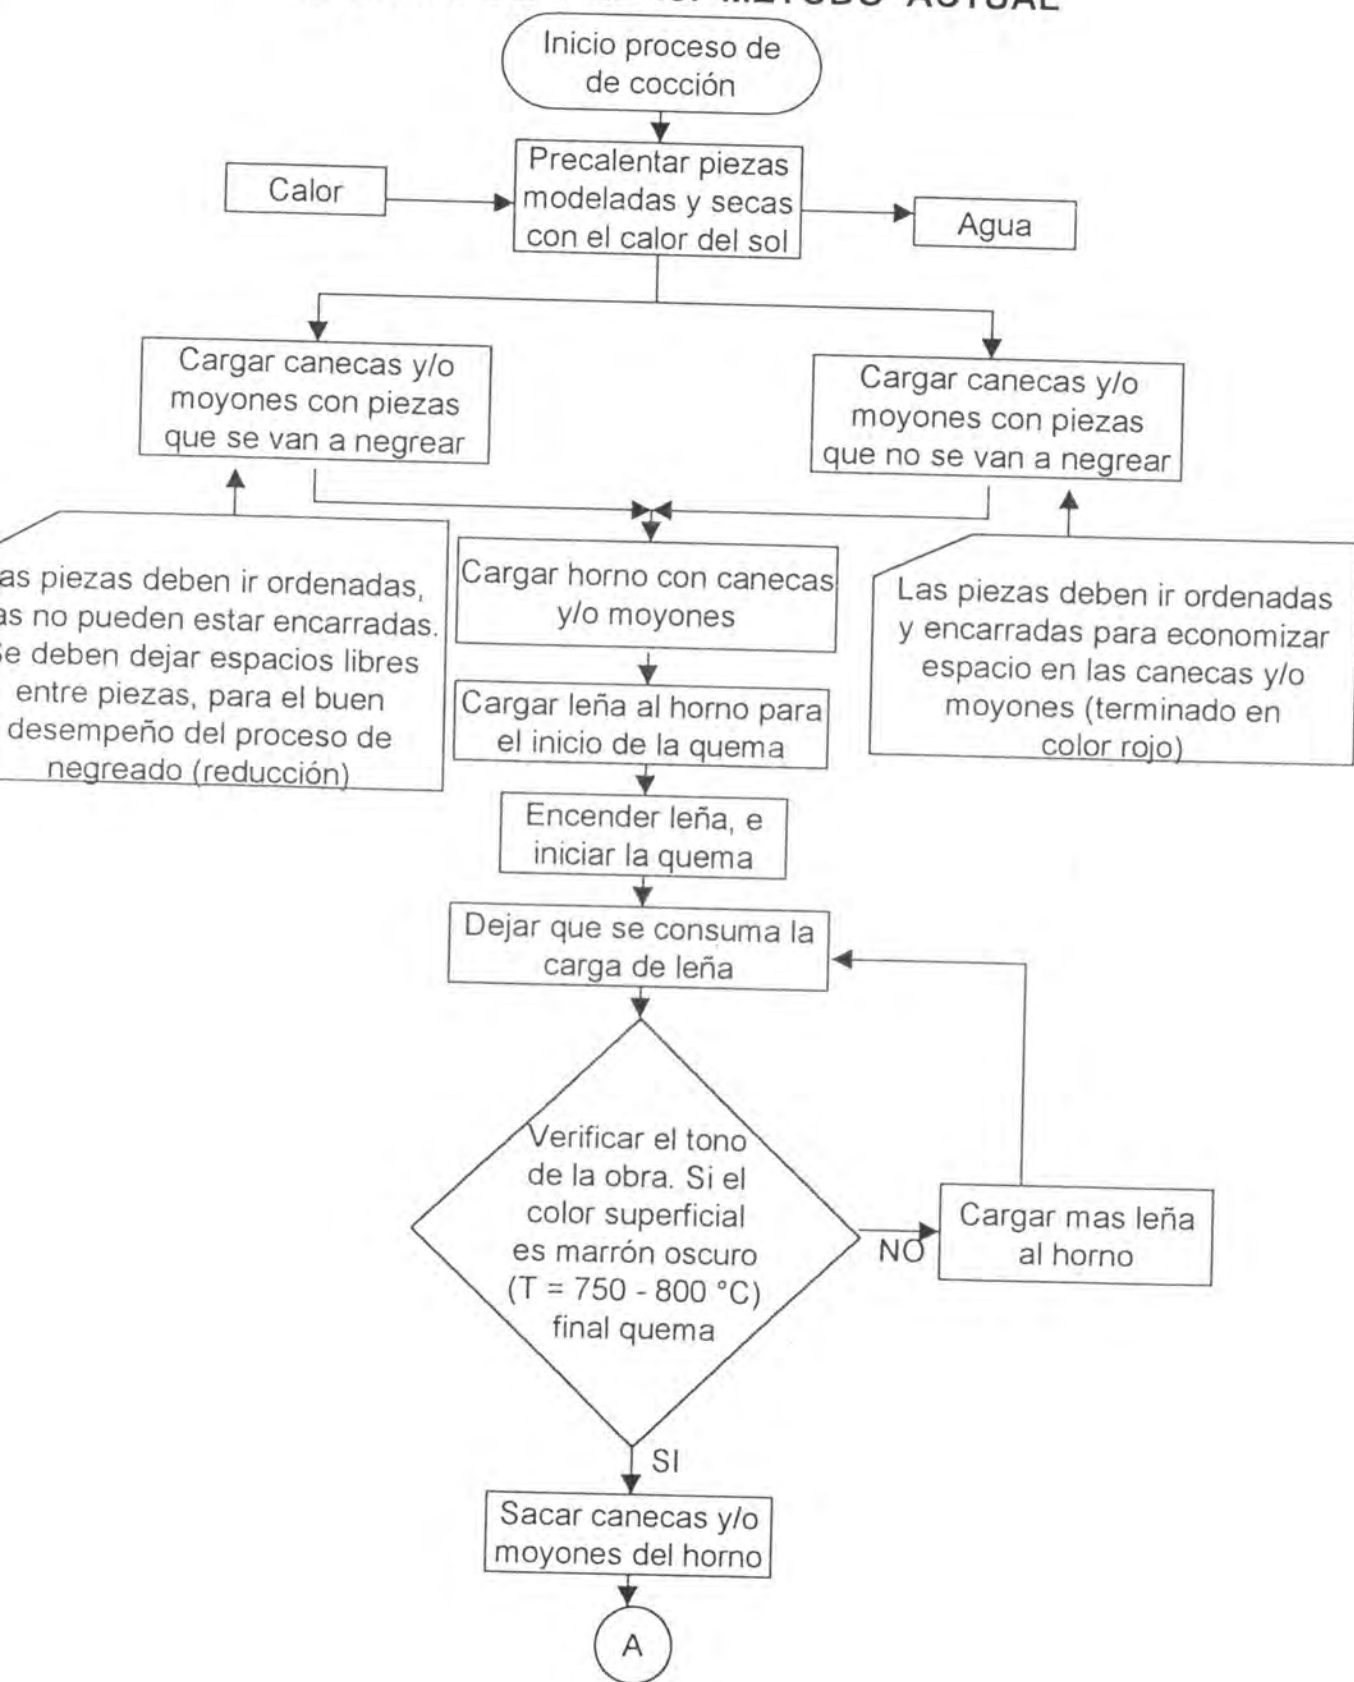 METODO ACTUAL
Inicio proceso de
de cocción
Precalentar piezas
modeladas y secas
con el calor del sol
Calor
Agua
Cargar canecas y/o
moyones con piezas
que se van a negrear
Cargar canecas y/o
moyones con piezas
que no se van a negrear
as piezas deben ir ordenadas,
as no pueden estar encarradas.
Se deben dejar espacios libres
entre piezas, para el buen
desempeño del proceso de
negreado (reducción)
Cargar horno con canecas
y/o moyones
Las piezas deben ir ordenadas
y encarradas para economizar
espacio en las canecas y/o
moyones (terminado en
color rojo)
Cargar leña al horno para
el inicio de la quema
Encender leña, e
iniciar la quema
Dejar que se consuma la
carga de leña
Verificar el tono
de la obra. Si el
color superficial
es marrón oscuro
(T = 750 - 800 °C)
final quema
NO
Cargar mas leña
al horno
SI
Sacar canecas y/o
moyones del horno
A